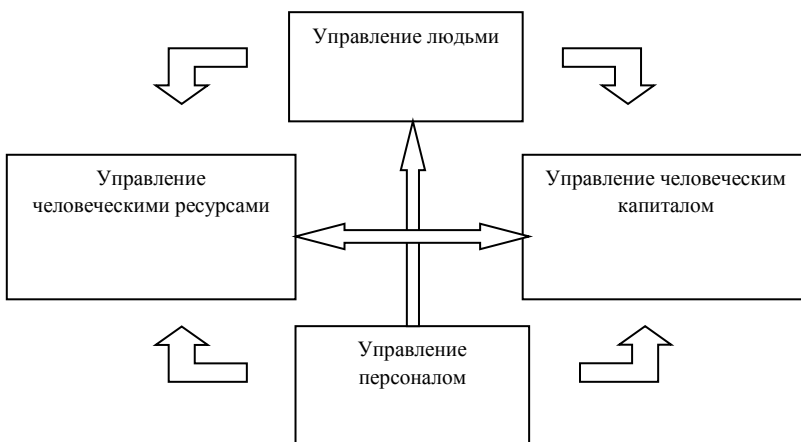 Управление людьми
Управление
человеческими ресурсами
Управление человеческим
капиталом
Управление
персоналом